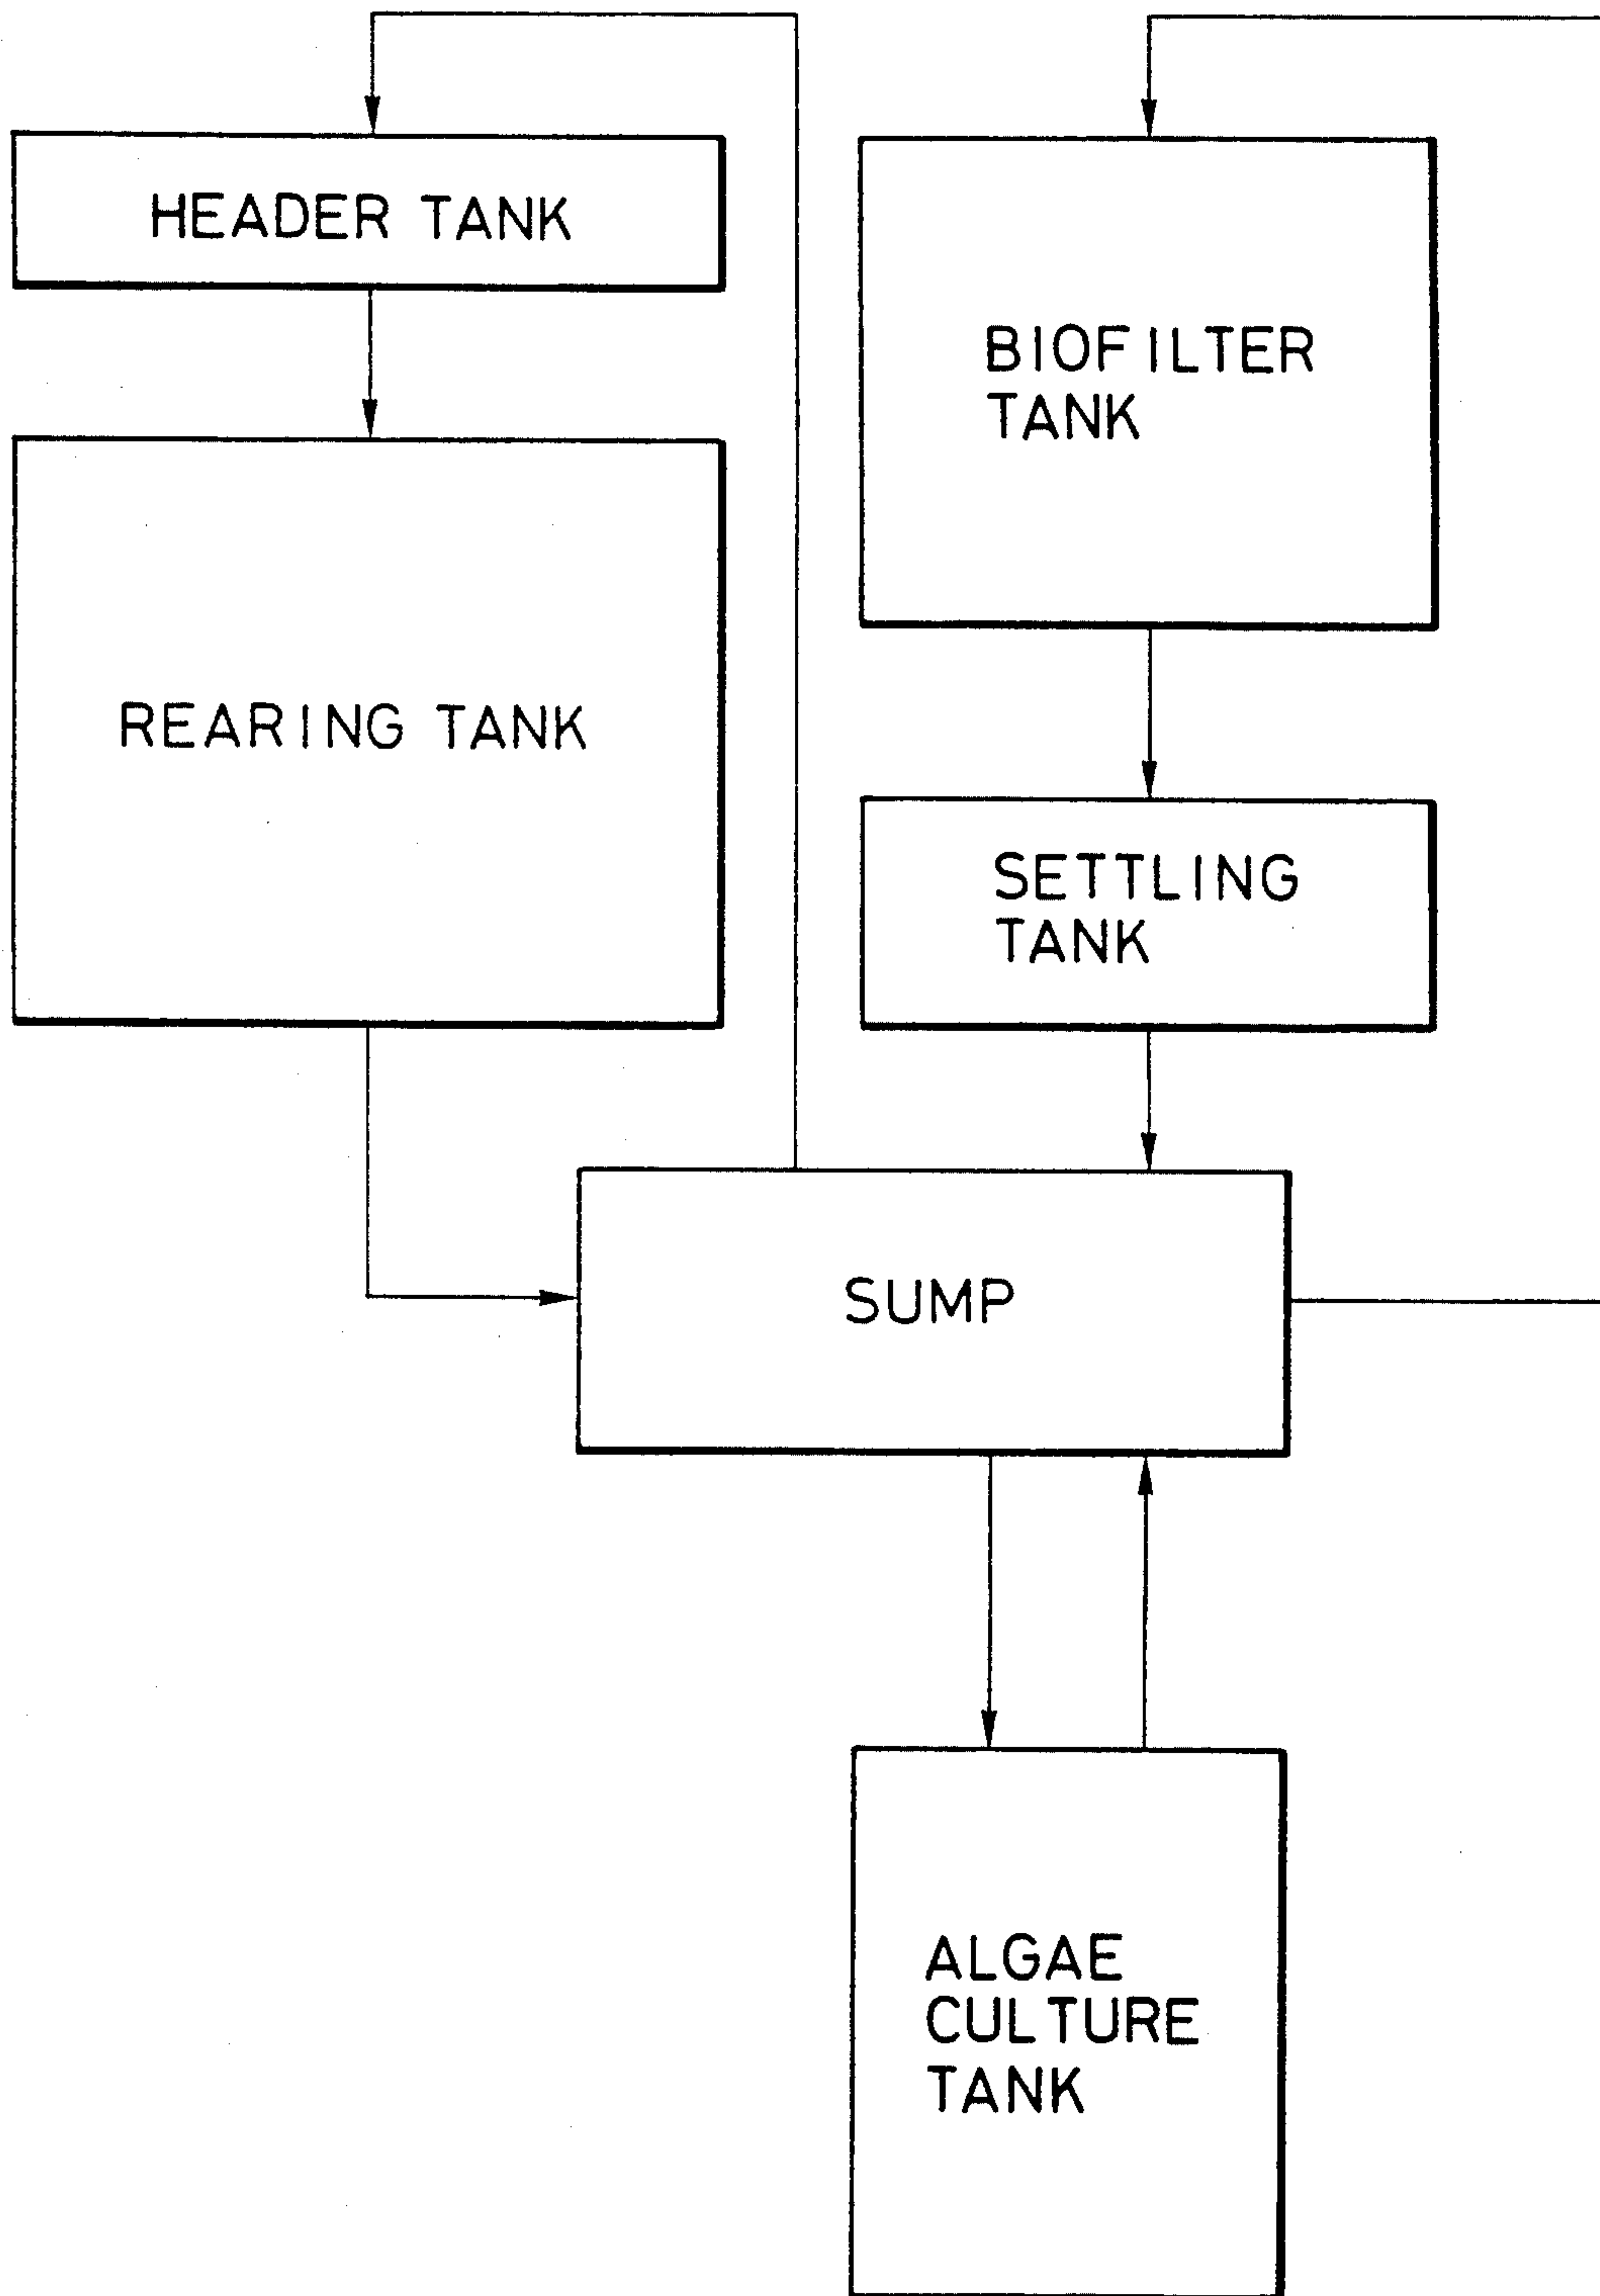 HEADER TANK
BIOFILTER
TANK
REARING TANK
SETTLING
TANK
SUMP
ALGAE
CULTURE
TANK